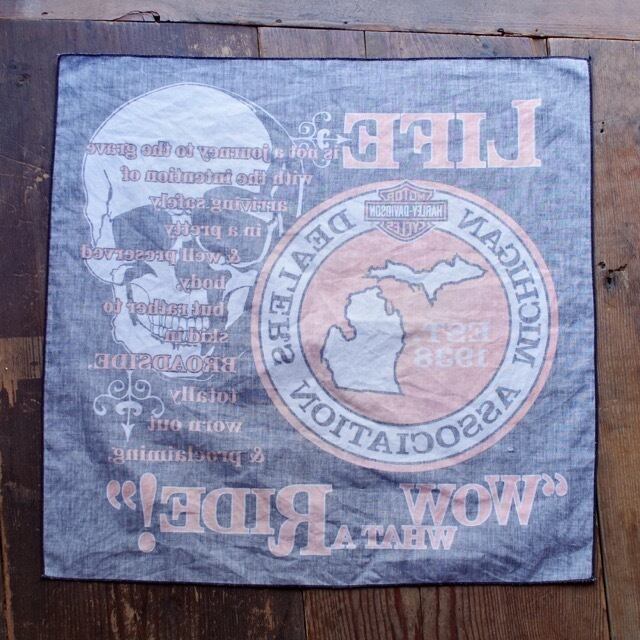 LIFE
is not a journey to the grave
with the intention of
arriving safely
in a pretty
& well preserved
body,
but rather to
skid in
BROADSIDE,
totally
worn out
& proclaiming
MOTOR
HARLEY-DAVIDSON
CYCLES
MICHIGAN DEALERS ASSOCIATION
EST
1938
“WOW
WHAT A RIDE!”